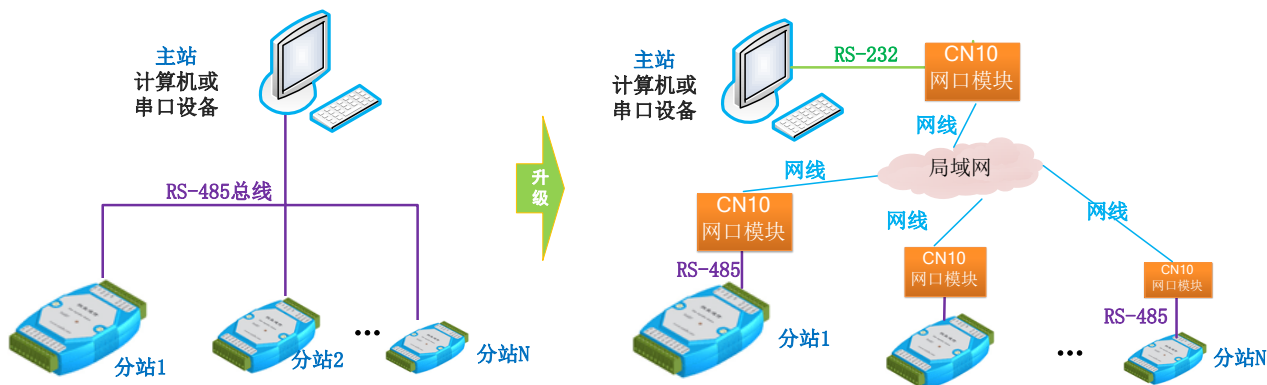 主站
计算机或
串口设备
RS-485总线
分站1
分站2
...
分站N
升
级
主站
计算机或
串口设备
RS-232
CN10
网口模块
网线
局域网
网线
CN10
网口模块
网线
网线
RS-485
CN10
网口模块
CN10
网口模块
RS-485
分站1
...
分站N